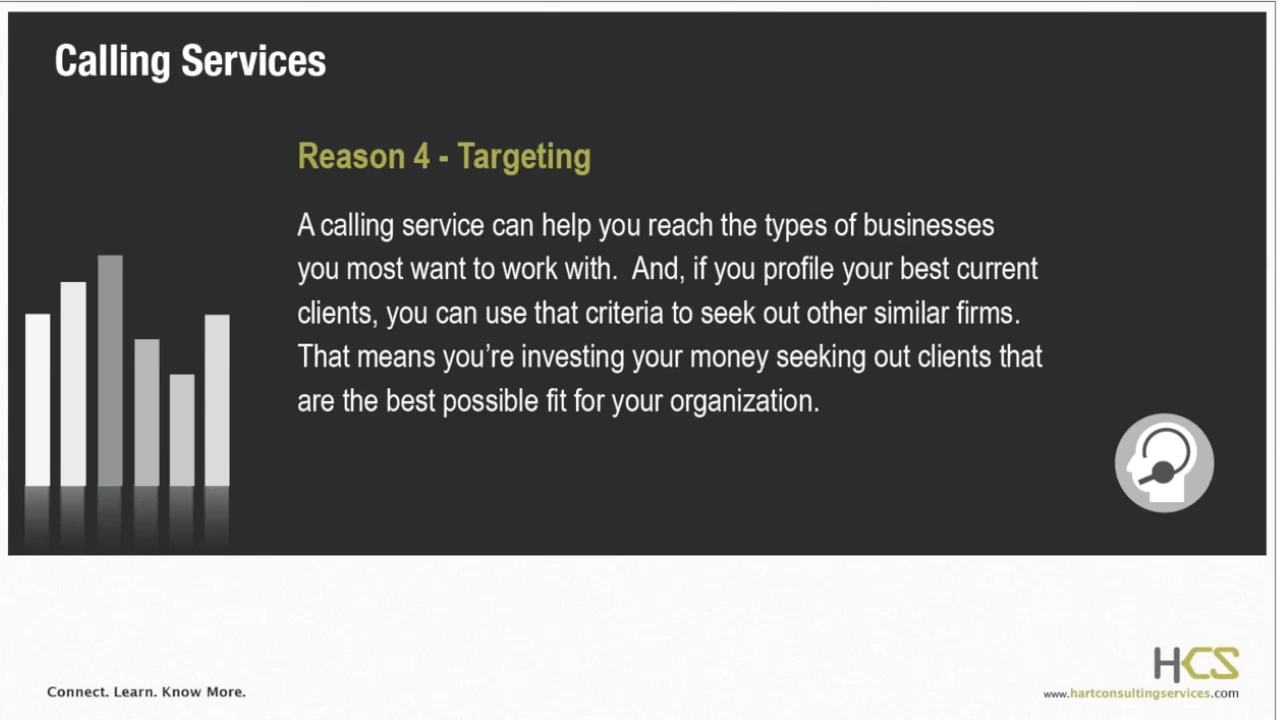 Calling Services
Reason 4 - Targeting
A calling service can help you reach the types of businesses
you most want to work with.  And, if you profile your best current
clients, you can use that criteria to seek out other similar firms.
That means you’re investing your money seeking out clients that
are the best possible fit for your organization.
HCS
Connect. Learn. Know More.
www.hartconsultingservices.com